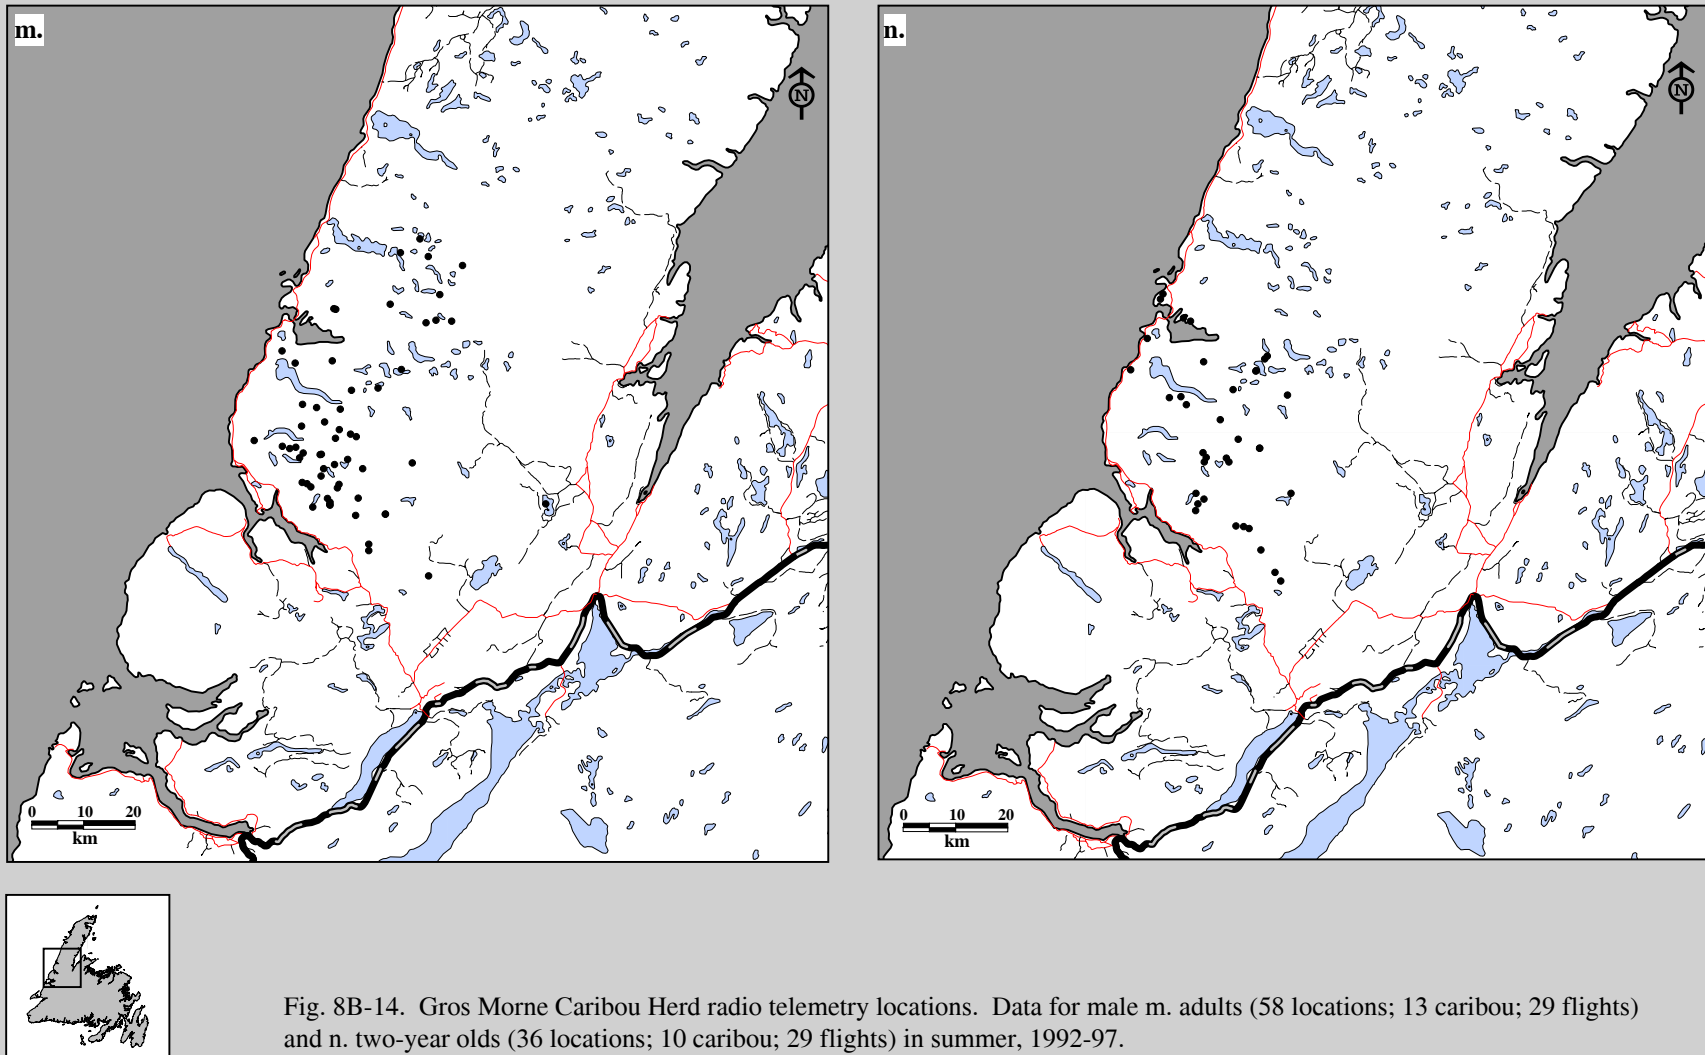 m.
N
0 10 20
km
n.
N
0 10 20
km
Fig. 8B-14. Gros Morne Caribou Herd radio telemetry locations. Data for male m. adults (58 locations; 13 caribou; 29 flights)
and n. two-year olds (36 locations; 10 caribou; 29 flights) in summer, 1992-97.